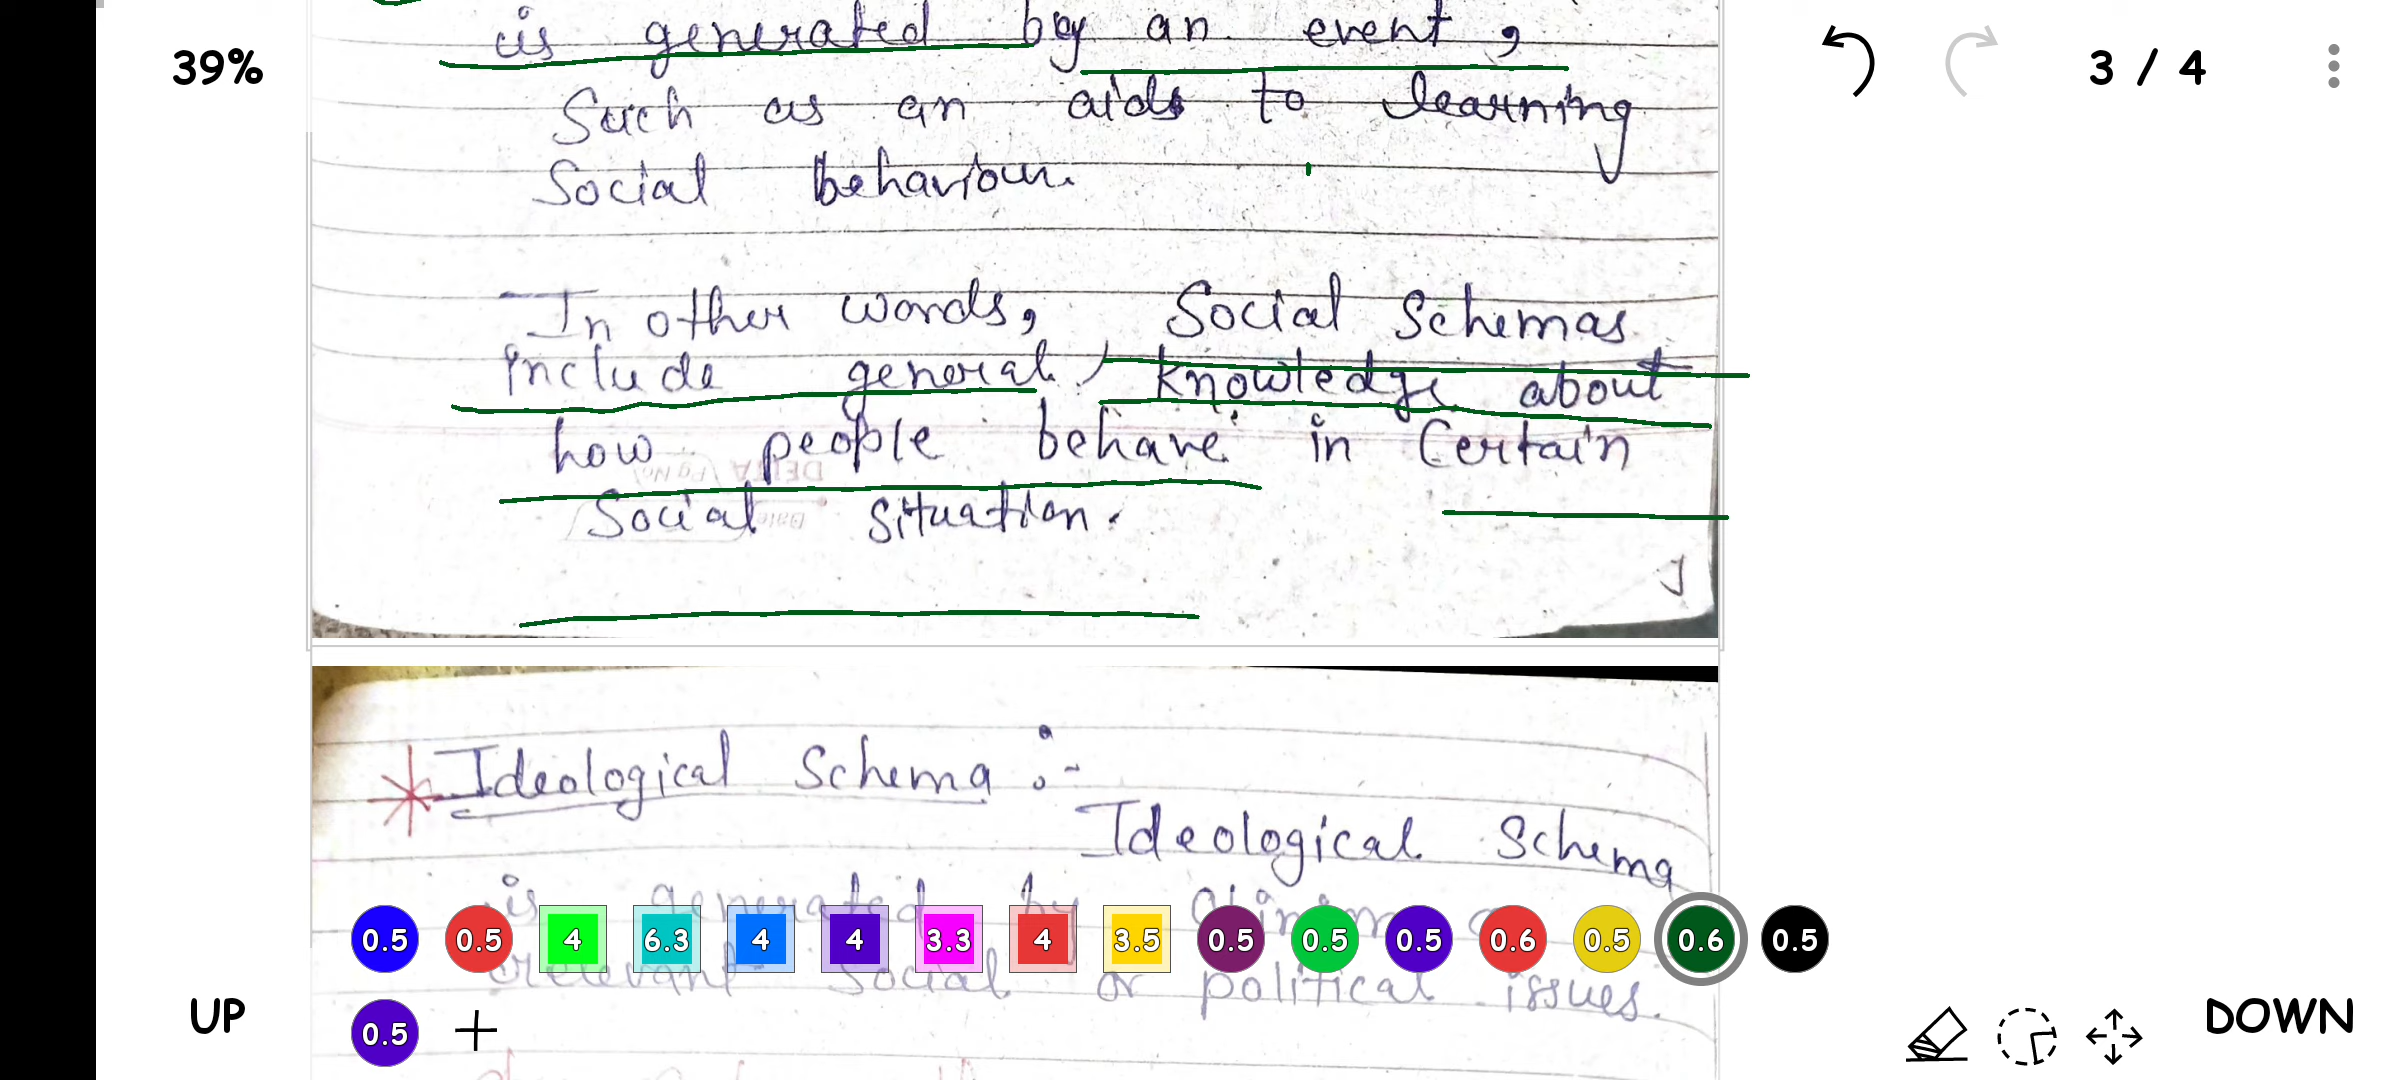 39%
3 / 4
is generated by an event,
Such as an aids to learning
Social behaviour.
In other words, Social Schemas
include general knowledge about
how people behave in Certain
Social situation.
* Ideological Schema :-
Ideological Schema
is generated by
relevant social or political issues.
0.5 0.5 4 6.3 4 4 3.3 4 3.5 0.5 0.5 0.5 0.6 0.5 0.6 0.5
0.5 +
UP
DOWN